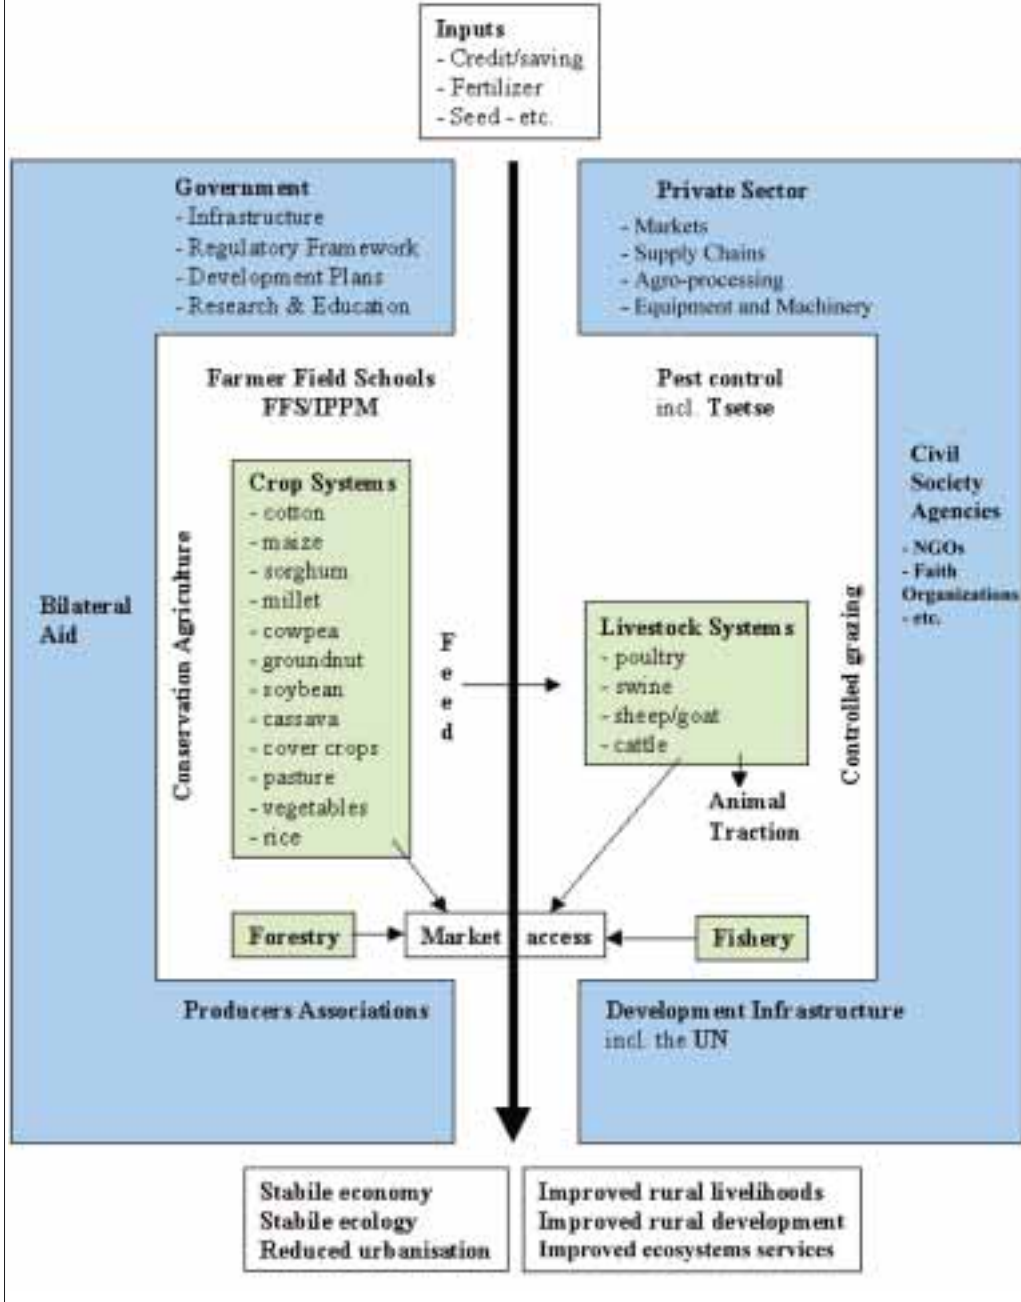 Inputs
- Credit/saving
- Fertilizer
- Seed - etc.
Government
- Infrastructure
- Regulatory Framework
- Development Plans
- Research & Education
Private Sector
- Markets
- Supply Chains
- Agro-processing
- Equipment and Machinery
Farmer Field Schools
FFS/IPPM
Pest control
incl. Tsetse
Bilateral
Aid
Conservation Agriculture
Crop Systems
- cotton
- maize
- sorghum
- millet
- cowpea
- groundnut
- soybean
- cassava
- cover crops
- pasture
- vegetables
- rice
Feed
Livestock Systems
- poultry
- swine
- sheep/goat
- cattle
Animal
Traction
Controlled grazing
Civil
Society
Agencies
- NGOs
- Faith
Organizations
- etc.
Forestry
Market access
Fishery
Producers Associations
Development Infrastructure
incl. the UN
Stabile economy
Stabile ecology
Reduced urbanisation
Improved rural livelihoods
Improved rural development
Improved ecosystems services